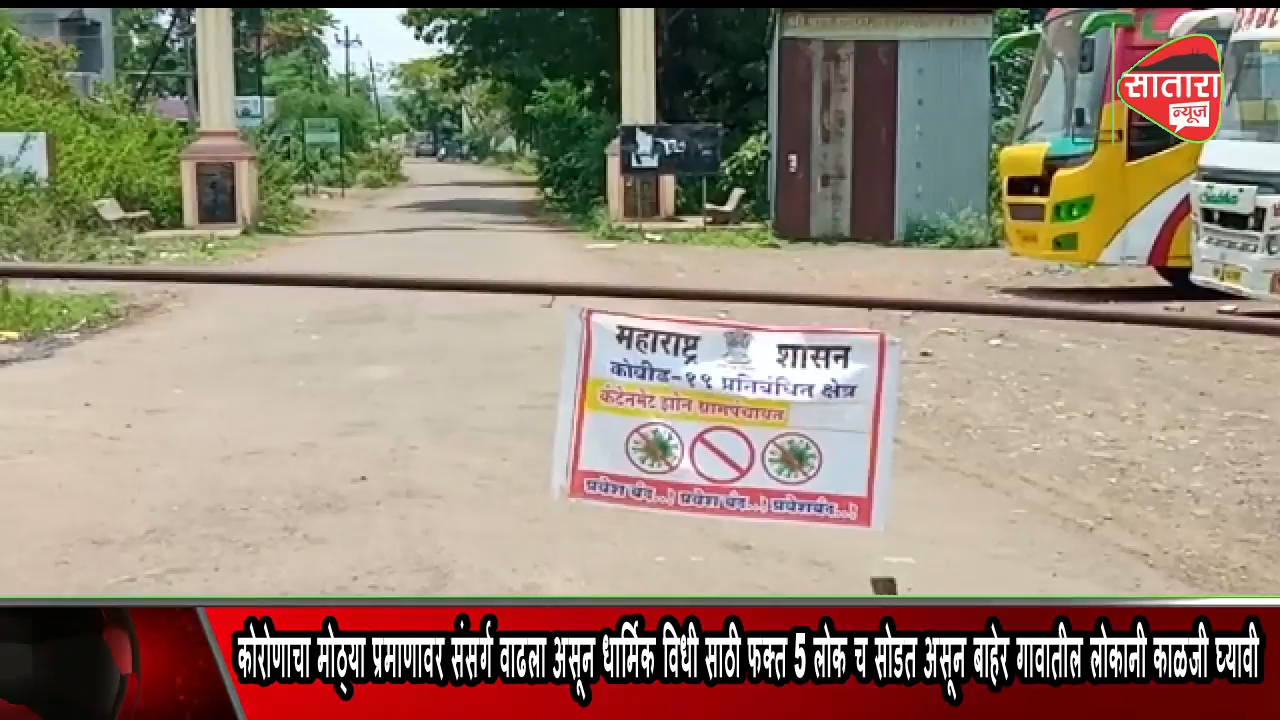 सातारा
न्यूज
महाराष्ट्र शासन
कोवीड-१९ प्रतिबंधित क्षेत्र
कंटेनमेट झोन ग्रामपंचायत
प्रवेश बंद...! प्रवेश बंद...! प्रवेशबंद...!
कोरोणाचा मोठ्या प्रमाणावर संसर्ग वाढला असून धार्मिक विधी साठी फक्त 5 लोक च सोडत असून बाहेर गावातील लोकानी काळजी घ्यावी